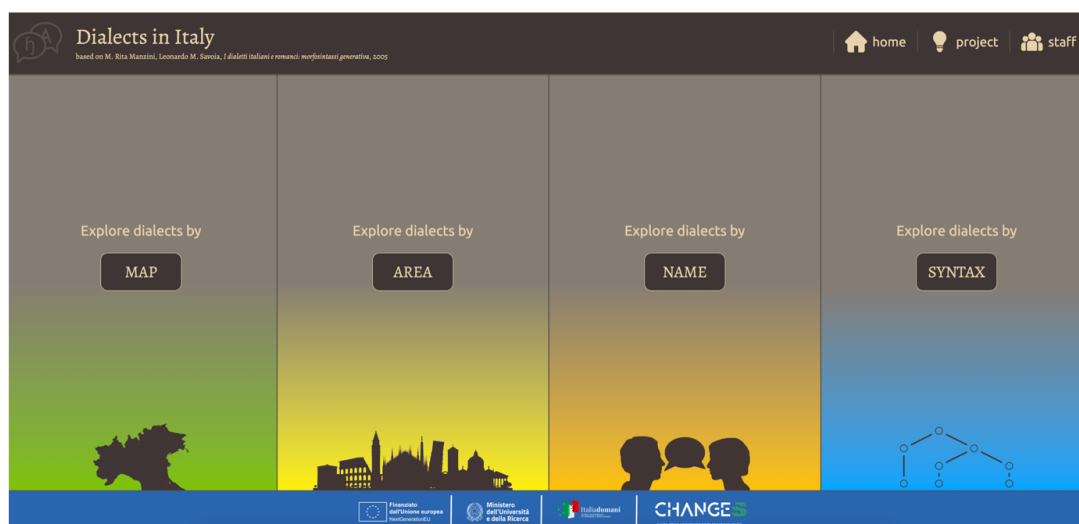 Dialects in Italy
based on M. Rita Manzini, Leonardo M. Savoia, I dialetti italiani e romanci: morfosintassi generativa, 2005
home
project
staff
Explore dialects by
MAP
Explore dialects by
AREA
Explore dialects by
NAME
Explore dialects by
SYNTAX
Finanziato
dall'Unione europea
NextGenerationEU
Ministero
dell'Università
e della Ricerca
Italiadomani
CHANGES